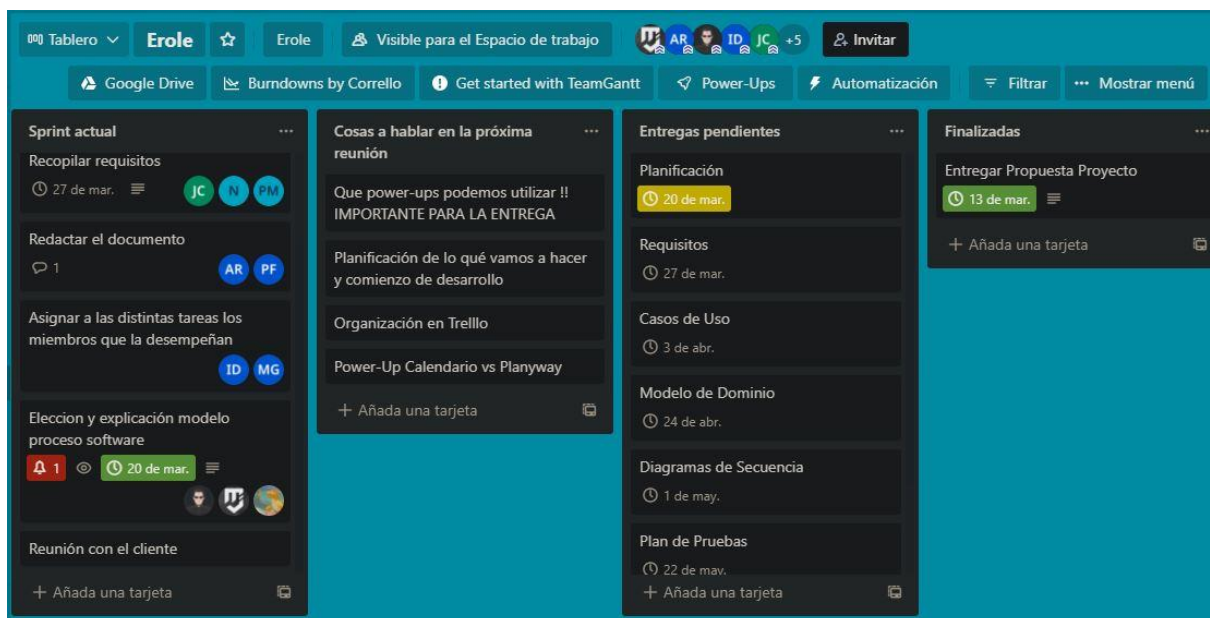 Tablero
Erole
Erole
Visible para el Espacio de trabajo
AR
ID
JC
+5
Invitar
Google Drive
Burndowns by Corrello
Get started with TeamGantt
Power-Ups
Automatización
Filtrar
Mostrar menú
Sprint actual
Recopilar requisitos
27 de mar.
JC N PM
Redactar el documento
1
AR PF
Asignar a las distintas tareas los
miembros que la desempeñan
ID MG
Eleccion y explicación modelo
proceso software
1
20 de mar.
Reunión con el cliente
+ Añada una tarjeta
Cosas a hablar en la próxima
reunión
Que power-ups podemos utilizar !!
IMPORTANTE PARA LA ENTREGA
Planificación de lo qué vamos a hacer
y comienzo de desarrollo
Organización en Trelllo
Power-Up Calendario vs Planyway
+ Añada una tarjeta
Entregas pendientes
Planificación
20 de mar.
Requisitos
27 de mar.
Casos de Uso
3 de abr.
Modelo de Dominio
24 de abr.
Diagramas de Secuencia
1 de may.
Plan de Pruebas
22 de may.
+ Añada una tarjeta
Finalizadas
Entregar Propuesta Proyecto
13 de mar.
+ Añada una tarjeta